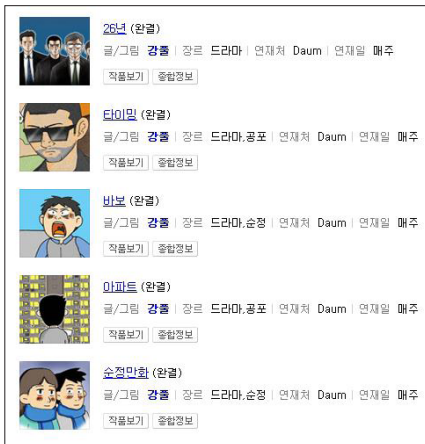 26년 (완결)
글/그림 강풀 | 장르 드라마 | 연재처 Daum | 연재일 매주
작품보기 종합정보
타이밍 (완결)
글/그림 강풀 | 장르 드라마,공포 | 연재처 Daum | 연재일 매주
작품보기 종합정보
바보 (완결)
글/그림 강풀 | 장르 드라마,순정 | 연재처 Daum | 연재일 매주
작품보기 종합정보
아파트 (완결)
글/그림 강풀 | 장르 드라마,공포 | 연재처 Daum | 연재일 매주
작품보기 종합정보
순정만화 (완결)
글/그림 강풀 | 장르 드라마,순정 | 연재처 Daum | 연재일 매주
작품보기 종합정보